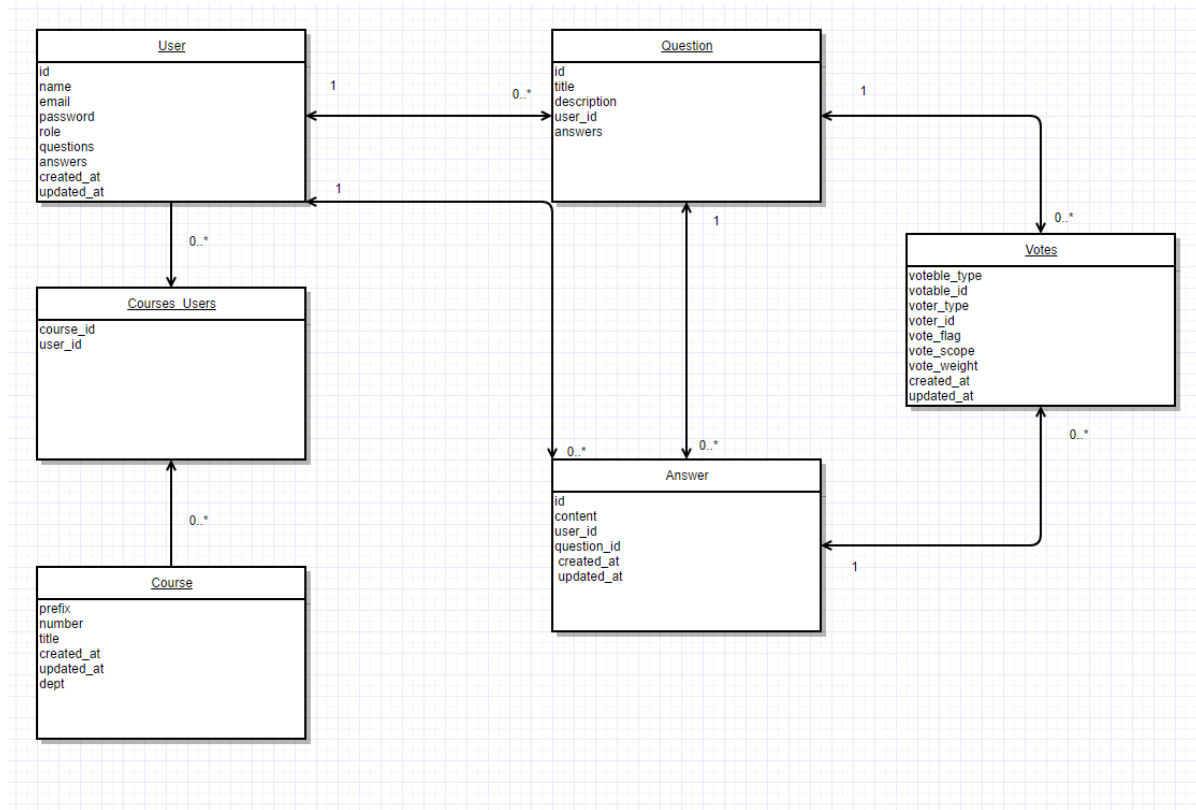 User
id
name
email
password
role
questions
answers
created_at
updated_at
1
0..*
Question
id
title
description
user_id
answers
1
0..*
1
0..*
1
0..*
Votes
voteble_type
votable_id
voter_type
voter_id
vote_flag
vote_scope
vote_weight
created_at
updated_at
0..*
Courses_Users
course_id
user_id
0..*
Answer
id
content
user_id
question_id
created_at
updated_at
0..*
1
Course
prefix
number
title
created_at
updated_at
dept